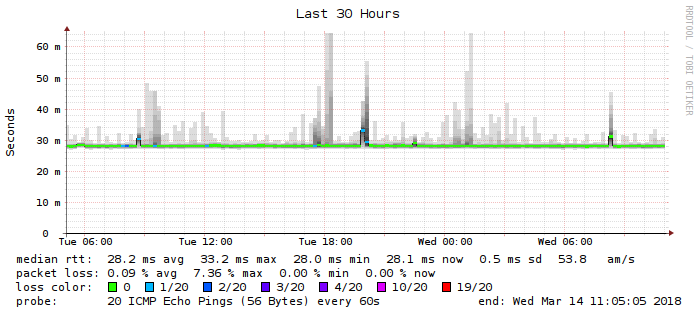 Last 30 Hours
RRDTOOL / TOBI OETIKER
Seconds
60 m
50 m
40 m
30 m
20 m
10 m
0
Tue 06:00 Tue 12:00 Tue 18:00 Wed 00:00 Wed 06:00
median rtt: 28.2 ms avg 33.2 ms max 28.0 ms min 28.1 ms now 0.5 ms sd 53.8 am/s
packet loss: 0.09 % avg 7.36 % max 0.00 % min 0.00 % now
loss color: 0 1/20 2/20 3/20 4/20 10/20 19/20
probe: 20 ICMP Echo Pings (56 Bytes) every 60s end: Wed Mar 14 11:05:05 2018